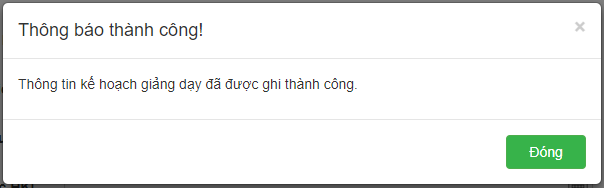 Thông báo thành công!
×
Thông tin kế hoạch giảng dạy đã được ghi thành công.
Đóng